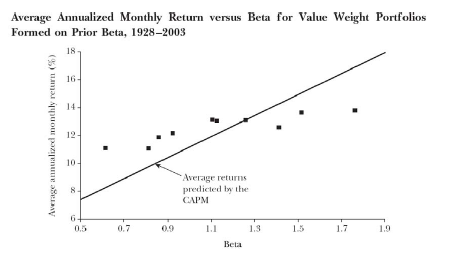 Average Annualized Monthly Return versus Beta for Value Weight Portfolios
Formed on Prior Beta, 1928–2003
Average annualized monthly return (%)
18
16
14
12
10
8
6
Average returns
predicted by the
CAPM
0.5 0.7 0.9 1.1 1.3 1.5 1.7 1.9
Beta